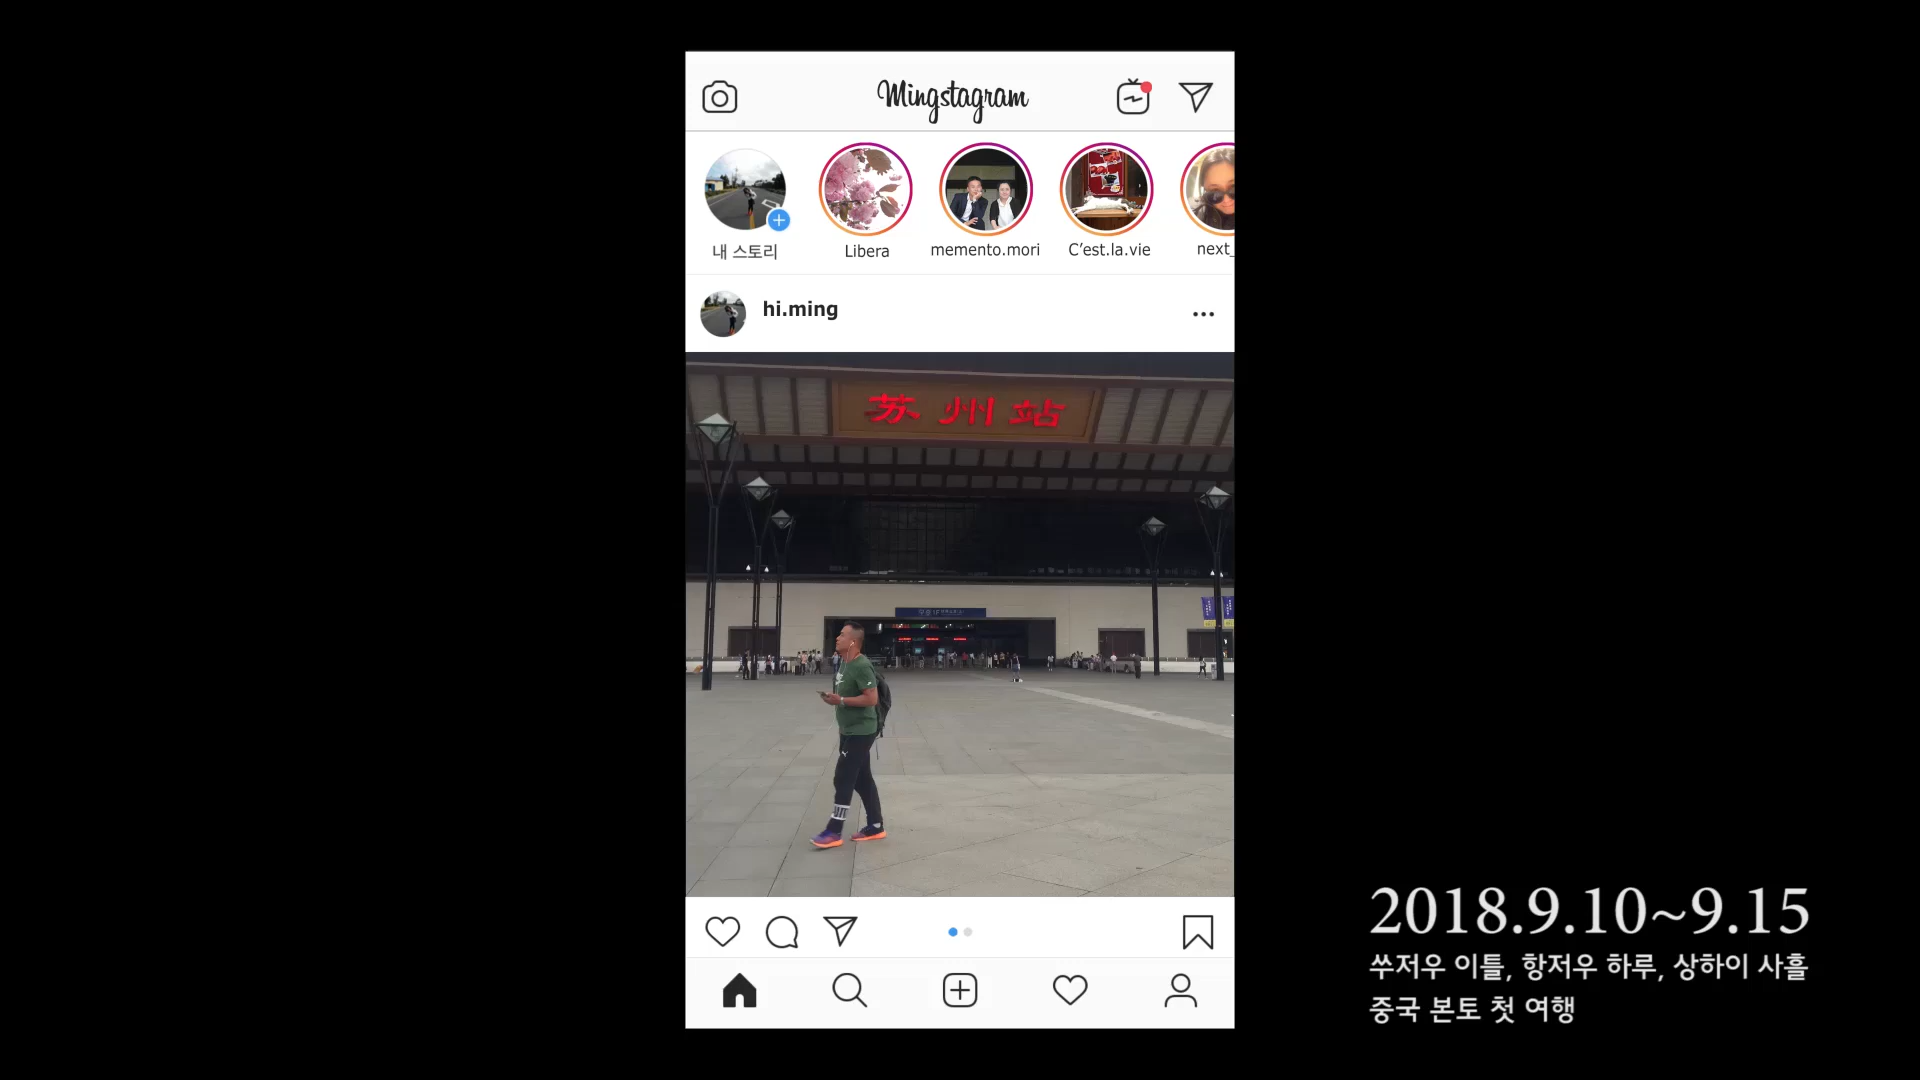 Mingstagram
내 스토리
Libera
memento.mori
C'est.la.vie
next_
hi.ming
苏州站
2018.9.10~9.15
쑤저우 이틀, 항저우 하루, 상하이 사흘
중국 본토 첫 여행